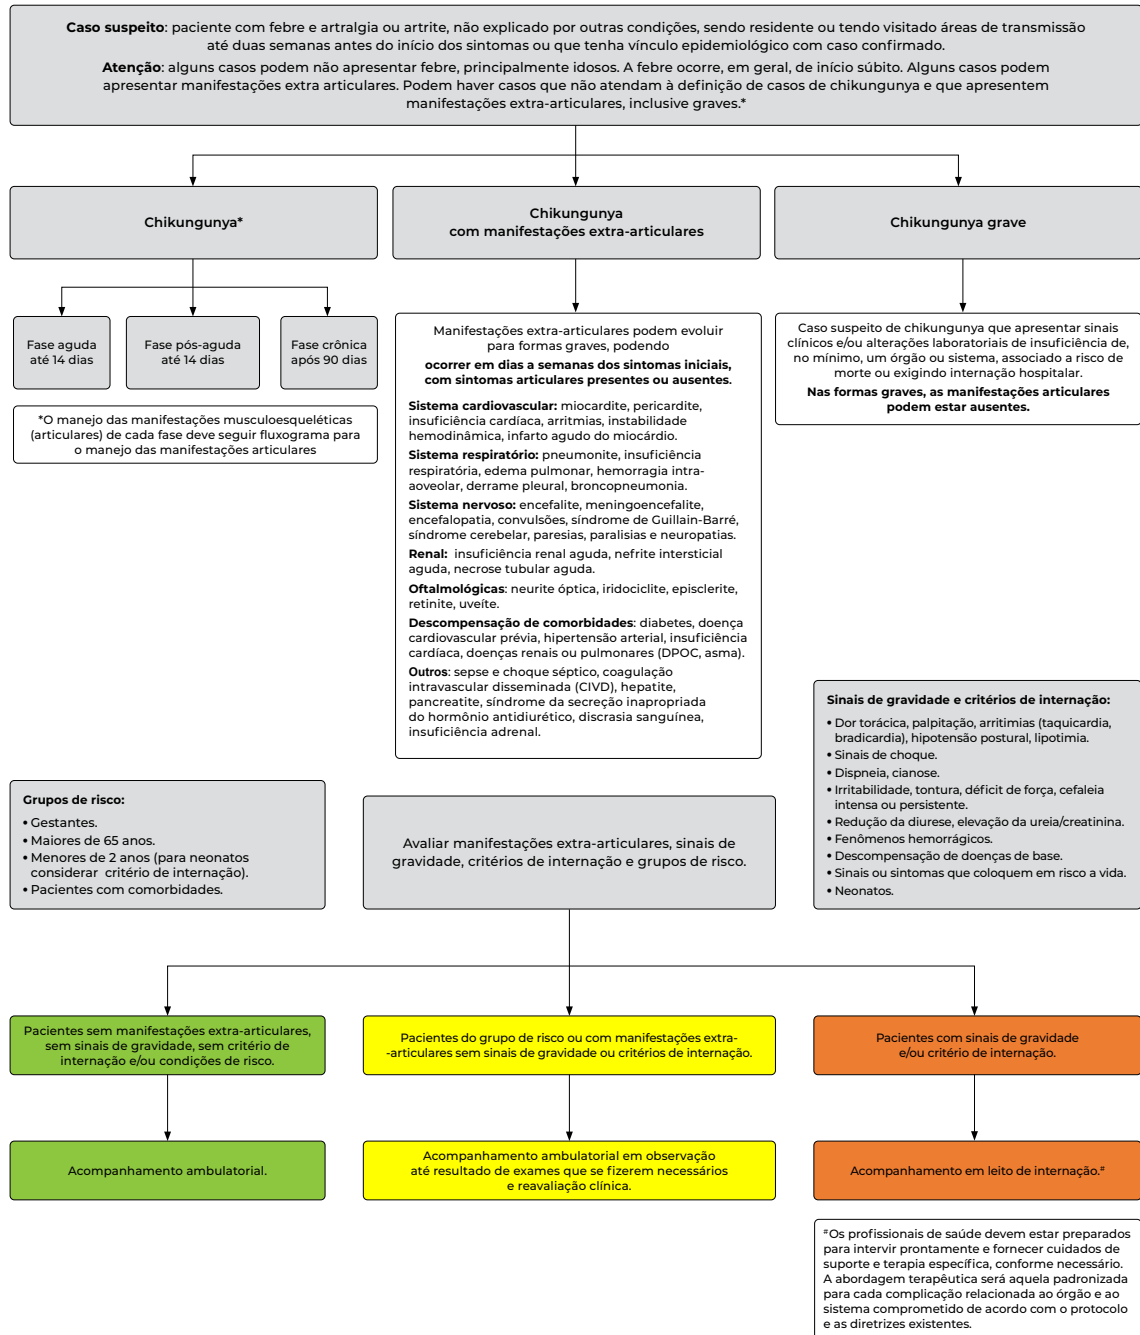 Caso suspeito: paciente com febre e artralgia ou artrite, não explicado por outras condições, sendo residente ou tendo visitado áreas de transmissão
até duas semanas antes do início dos sintomas ou que tenha vínculo epidemiológico com caso confirmado.
Atenção: alguns casos podem não apresentar febre, principalmente idosos. A febre ocorre, em geral, de início súbito. Alguns casos podem
apresentar manifestações extra articulares. Podem haver casos que não atendam à definição de casos de chikungunya e que apresentem
manifestações extra-articulares, inclusive graves.*
Chikungunya*
Chikungunya
com manifestações extra-articulares
Chikungunya grave
Fase aguda
até 14 dias
Fase pós-aguda
até 14 dias
Fase crônica
após 90 dias
*O manejo das manifestações musculoesqueléticas
(articulares) de cada fase deve seguir fluxograma para
o manejo das manifestações articulares
Manifestações extra-articulares podem evoluir
para formas graves, podendo
ocorrer em dias a semanas dos sintomas iniciais,
com sintomas articulares presentes ou ausentes.
Sistema cardiovascular: miocardite, pericardite,
insuficiência cardíaca, arritmias, instabilidade
hemodinâmica, infarto agudo do miocárdio.
Sistema respiratório: pneumonite, insuficiência
respiratória, edema pulmonar, hemorragia intra-
aoveolar, derrame pleural, broncopneumonia.
Sistema nervoso: encefalite, meningoencefalite,
encefalopatia, convulsões, síndrome de Guillain-Barré,
síndrome cerebelar, paresias, paralisias e neuropatias.
Renal: insuficiência renal aguda, nefrite intersticial
aguda, necrose tubular aguda.
Oftalmológicas: neurite óptica, iridociclite, episclerite,
retinite, uveíte.
Descompensação de comorbidades: diabetes, doença
cardiovascular prévia, hipertensão arterial, insuficiência
cardíaca, doenças renais ou pulmonares (DPOC, asma).
Outros: sepse e choque séptico, coagulação
intravascular disseminada (CIVD), hepatite,
pancreatite, síndrome da secreção inapropriada
do hormônio antidiurético, discrasia sanguínea,
insuficiência adrenal.
Caso suspeito de chikungunya que apresentar sinais
clínicos e/ou alterações laboratoriais de insuficiência de,
no mínimo, um órgão ou sistema, associado a risco de
morte ou exigindo internação hospitalar.
Nas formas graves, as manifestações articulares
podem estar ausentes.
Grupos de risco:
• Gestantes.
• Maiores de 65 anos.
• Menores de 2 anos (para neonatos
considerar critério de internação).
• Pacientes com comorbidades.
Avaliar manifestações extra-articulares, sinais de
gravidade, critérios de internação e grupos de risco.
Sinais de gravidade e critérios de internação:
• Dor torácica, palpitação, arritimias (taquicardia,
bradicardia), hipotensão postural, lipotimia.
• Sinais de choque.
• Dispneia, cianose.
• Irritabilidade, tontura, déficit de força, cefaleia
intensa ou persistente.
• Redução da diurese, elevação da ureia/creatinina.
• Fenômenos hemorrágicos.
• Descompensação de doenças de base.
• Sinais ou sintomas que coloquem em risco a vida.
• Neonatos.
Pacientes sem manifestações extra-articulares,
sem sinais de gravidade, sem critério de
internação e/ou condições de risco.
Pacientes do grupo de risco ou com manifestações extra-
-articulares sem sinais de gravidade ou critérios de internação.
Pacientes com sinais de gravidade
e/ou critério de internação.
Acompanhamento ambulatorial.
Acompanhamento ambulatorial em observação
até resultado de exames que se fizerem necessários
e reavaliação clínica.
Acompanhamento em leito de internação.#
#Os profissionais de saúde devem estar preparados
para intervir prontamente e fornecer cuidados de
suporte e terapia específica, conforme necessário.
A abordagem terapêutica será aquela padronizada
para cada complicação relacionada ao órgão e ao
sistema comprometido de acordo com o protocolo
e as diretrizes existentes.